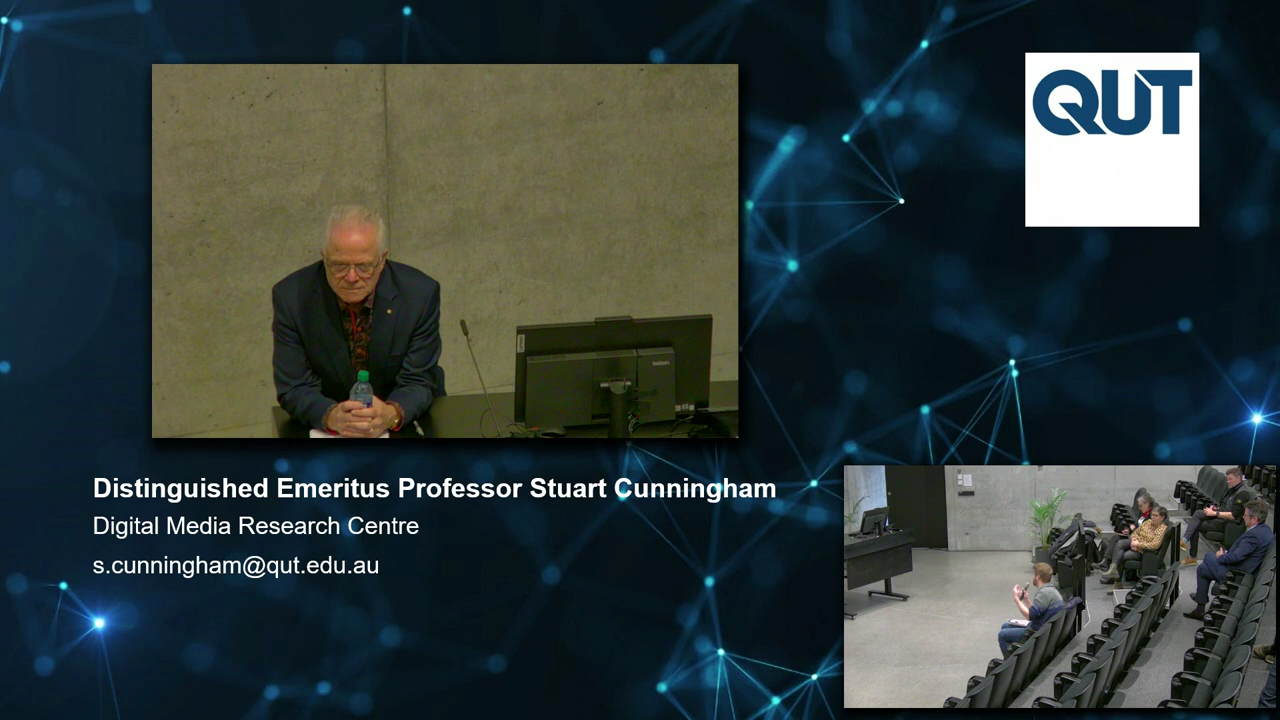 QUT
Distinguished Emeritus Professor Stuart Cunningham
Digital Media Research Centre
s.cunningham@qut.edu.au